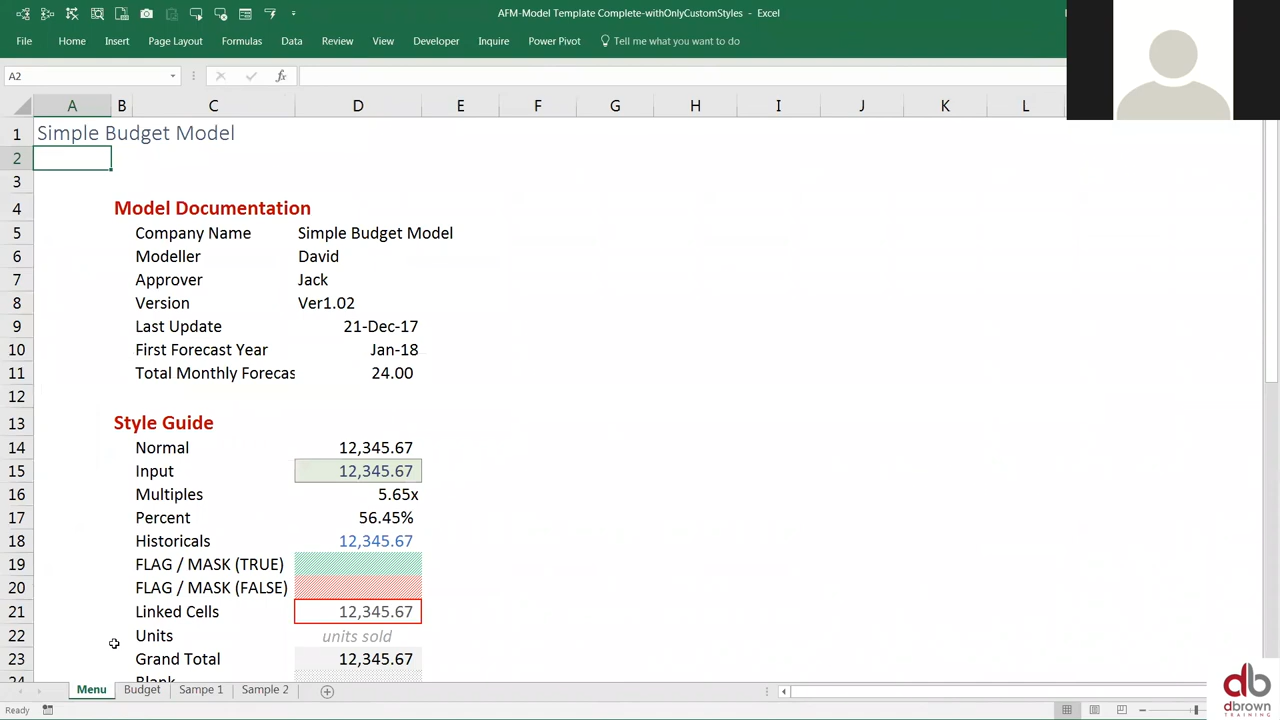 AFM-Model Template Complete-withOnlyCustomStyles - Excel
File Home Insert Page Layout Formulas Data Review View Developer Inquire Power Pivot Tell me what you want to do
A2 fx
A B C D E F G H I J K L
1 Simple Budget Model
2
3
4 Model Documentation
5 Company Name Simple Budget Model
6 Modeller David
7 Approver Jack
8 Version Ver1.02
9 Last Update 21-Dec-17
10 First Forecast Year Jan-18
11 Total Monthly Forecas 24.00
12
13 Style Guide
14 Normal 12,345.67
15 Input 12,345.67
16 Multiples 5.65x
17 Percent 56.45%
18 Historicals 12,345.67
19 FLAG / MASK (TRUE)
20 FLAG / MASK (FALSE)
21 Linked Cells 12,345.67
22 Units units sold
23 Grand Total 12,345.67
24 Blank
Menu Budget Sampe 1 Sample 2
Ready
db
dbrown
TRAINING